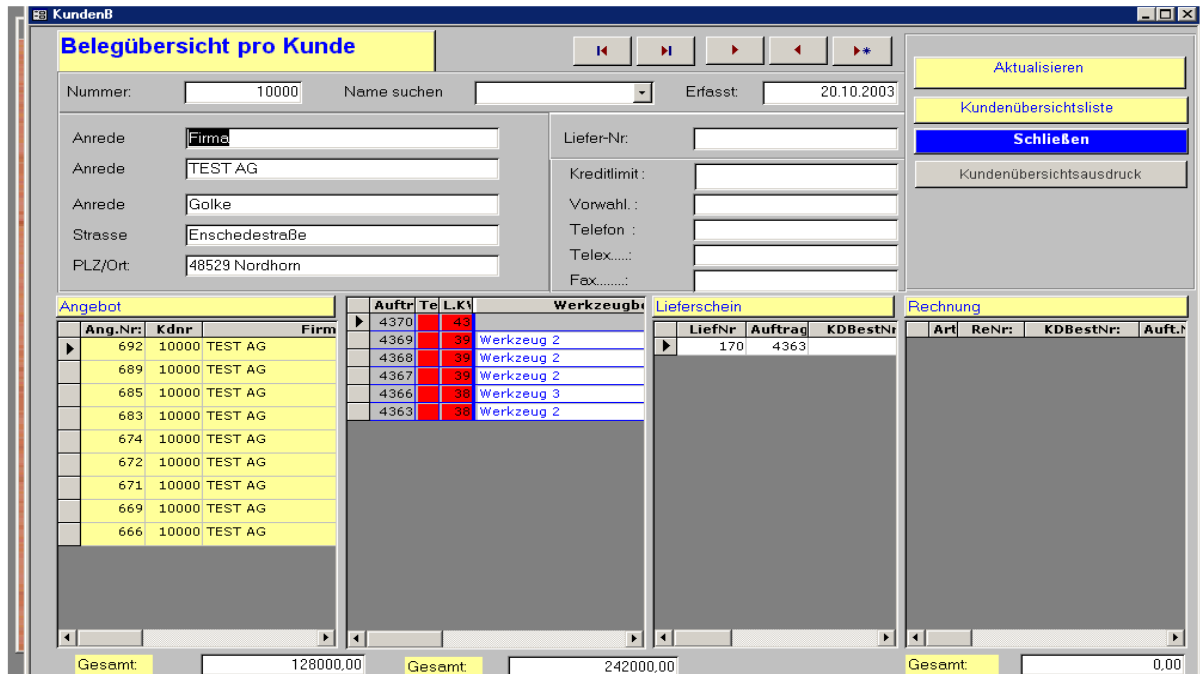 KundenB
Belegübersicht pro Kunde
Nummer: 10000 Name suchen Erfasst: 20.10.2003
Aktualisieren
Kundenübersichtsliste
Schließen
Kundenübersichtsausdruck
Anrede Firma
Anrede TEST AG
Anrede Golke
Strasse Enschedestraße
PLZ/Ort: 48529 Nordhorn
Liefer-Nr:
Kreditlimit :
Vorwahl. :
Telefon :
Telex.....:
Fax........:
Angebot
Ang.Nr: Kdnr Firm
692 10000 TEST AG
689 10000 TEST AG
685 10000 TEST AG
683 10000 TEST AG
674 10000 TEST AG
672 10000 TEST AG
671 10000 TEST AG
669 10000 TEST AG
666 10000 TEST AG
Gesamt: 128000,00
Auftr Te L.KV Werkzeugbe
4370 43
4369 39 Werkzeug 2
4368 39 Werkzeug 2
4367 39 Werkzeug 2
4366 38 Werkzeug 3
4363 38 Werkzeug 2
Gesamt: 242000,00
Lieferschein
LiefNr Auftrag KDBestNr
170 4363
Rechnung
Art ReNr: KDBestNr: Auft.N
Gesamt: 0,00